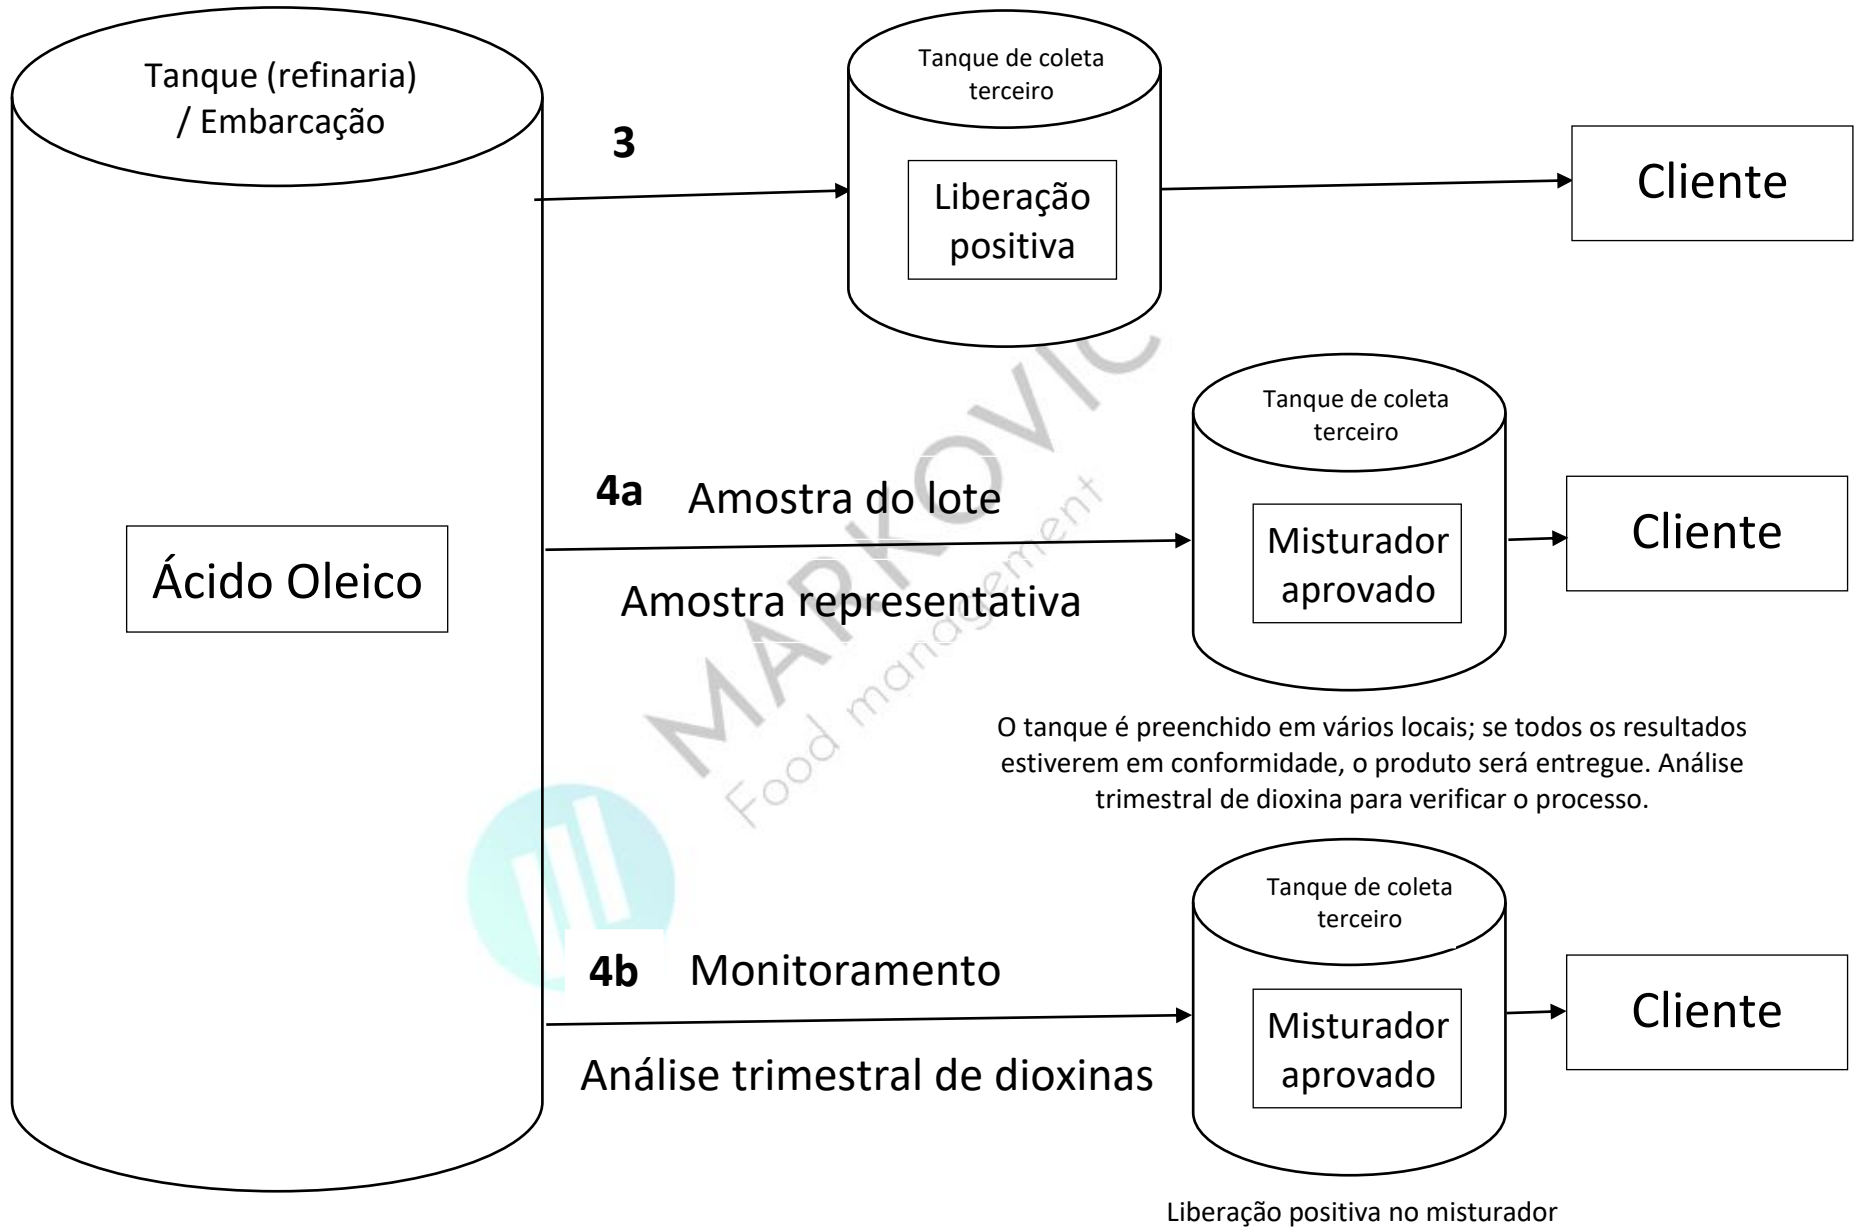 Tanque (refinaria)
/ Embarcação
Ácido Oleico
3
Tanque de coleta
terceiro
Liberação
positiva
Cliente
4a
Amostra do lote
Amostra representativa
Tanque de coleta
terceiro
Misturador
aprovado
Cliente
O tanque é preenchido em vários locais; se todos os resultados
estiverem em conformidade, o produto será entregue. Análise
trimestral de dioxina para verificar o processo.
MARKOVIC
Food management
4b
Monitoramento
Análise trimestral de dioxinas
Tanque de coleta
terceiro
Misturador
aprovado
Cliente
Liberação positiva no misturador